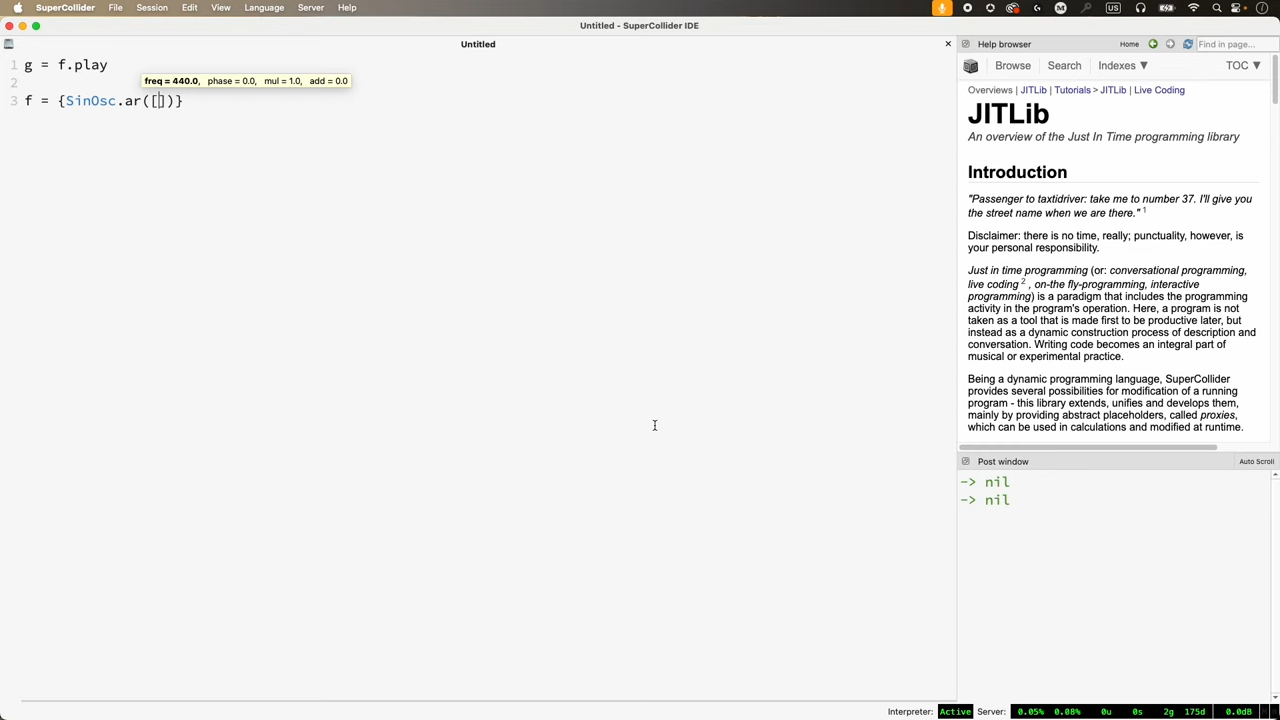 SuperCollider File Session Edit View Language Server Help
US
Untitled - SuperCollider IDE
Untitled
1 g = f.play
freq = 440.0, phase = 0.0, mul = 1.0, add = 0.0
2
3 f = {SinOsc.ar([])}
Help browser Home Find in page...
Browse Search Indexes ▼ TOC ▼
Overviews | JITLib | Tutorials > JITLib | Live Coding
JITLib
An overview of the Just In Time programming library
Introduction
"Passenger to taxtidriver: take me to number 37. I'll give you
the street name when we are there." 1
Disclaimer: there is no time, really; punctuality, however, is
your personal responsibility.
Just in time programming (or: conversational programming,
live coding 2 , on-the fly-programming, interactive
programming) is a paradigm that includes the programming
activity in the program's operation. Here, a program is not
taken as a tool that is made first to be productive later, but
instead as a dynamic construction process of description and
conversation. Writing code becomes an integral part of
musical or experimental practice.
Being a dynamic programming language, SuperCollider
provides several possibilities for modification of a running
program - this library extends, unifies and develops them,
mainly by providing abstract placeholders, called proxies,
which can be used in calculations and modified at runtime.
Post window Auto Scroll
-> nil
-> nil
Interpreter: Active Server: 0.05% 0.08% 0u 0s 2g 175d 0.0dB